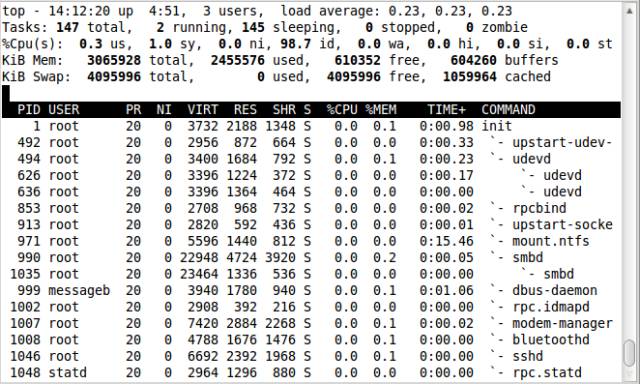 top - 14:12:20 up  4:51,  3 users,  load average: 0.23, 0.23, 0.23
Tasks: 147 total,   2 running, 145 sleeping,   0 stopped,   0 zombie
%Cpu(s):  0.3 us,  1.0 sy,  0.0 ni, 98.7 id,  0.0 wa,  0.0 hi,  0.0 si,  0.0 st
KiB Mem:   3065928 total,  2455576 used,   610352 free,   604260 buffers
KiB Swap:  4095996 total,        0 used,  4095996 free,  1059964 cached
PID USER      PR  NI  VIRT  RES  SHR S  %CPU %MEM    TIME+  COMMAND
1 root      20   0  3732 2188 1348 S   0.0  0.1   0:00.98 init
492 root      20   0  2956  872  664 S   0.0  0.0   0:00.33  `- upstart-udev-
494 root      20   0  3400 1684  792 S   0.0  0.1   0:00.23  `- udevd
626 root      20   0  3396 1224  372 S   0.0  0.0   0:00.17      `- udevd
636 root      20   0  3396 1364  464 S   0.0  0.0   0:00.00      `- udevd
853 root      20   0  2708  968  732 S   0.0  0.0   0:00.02  `- rpcbind
913 root      20   0  2820  592  436 S   0.0  0.0   0:00.01  `- upstart-socke
971 root      20   0  5596 1440  812 S   0.0  0.0   0:15.46  `- mount.ntfs
990 root      20   0 22948 4724 3920 S   0.0  0.2   0:00.05  `- smbd
1035 root      20   0 23464 1336  536 S   0.0  0.0   0:00.00      `- smbd
999 messageb  20   0  3940 1780  940 S   0.0  0.1   0:01.06  `- dbus-daemon
1002 root      20   0  2908  392  216 S   0.0  0.0   0:00.00  `- rpc.idmapd
1007 root      20   0  7420 2884 2268 S   0.0  0.1   0:00.02  `- modem-manager
1008 root      20   0  4788 1676 1476 S   0.0  0.1   0:00.00  `- bluetoothd
1046 root      20   0  6692 2392 1968 S   0.0  0.1   0:00.00  `- sshd
1048 statd     20   0  2964 1296  880 S   0.0  0.0   0:00.00  `- rpc.statd